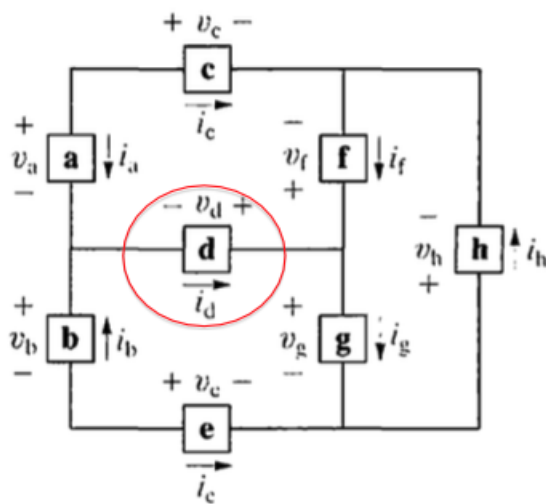 + v_c -
c
i_c
+ v_a - a i_a
- v_f + f i_f
- v_d +
d
i_d
- v_h + h i_h
+ v_b - b i_b
+ v_g - g i_g
+ v_e -
e
i_e